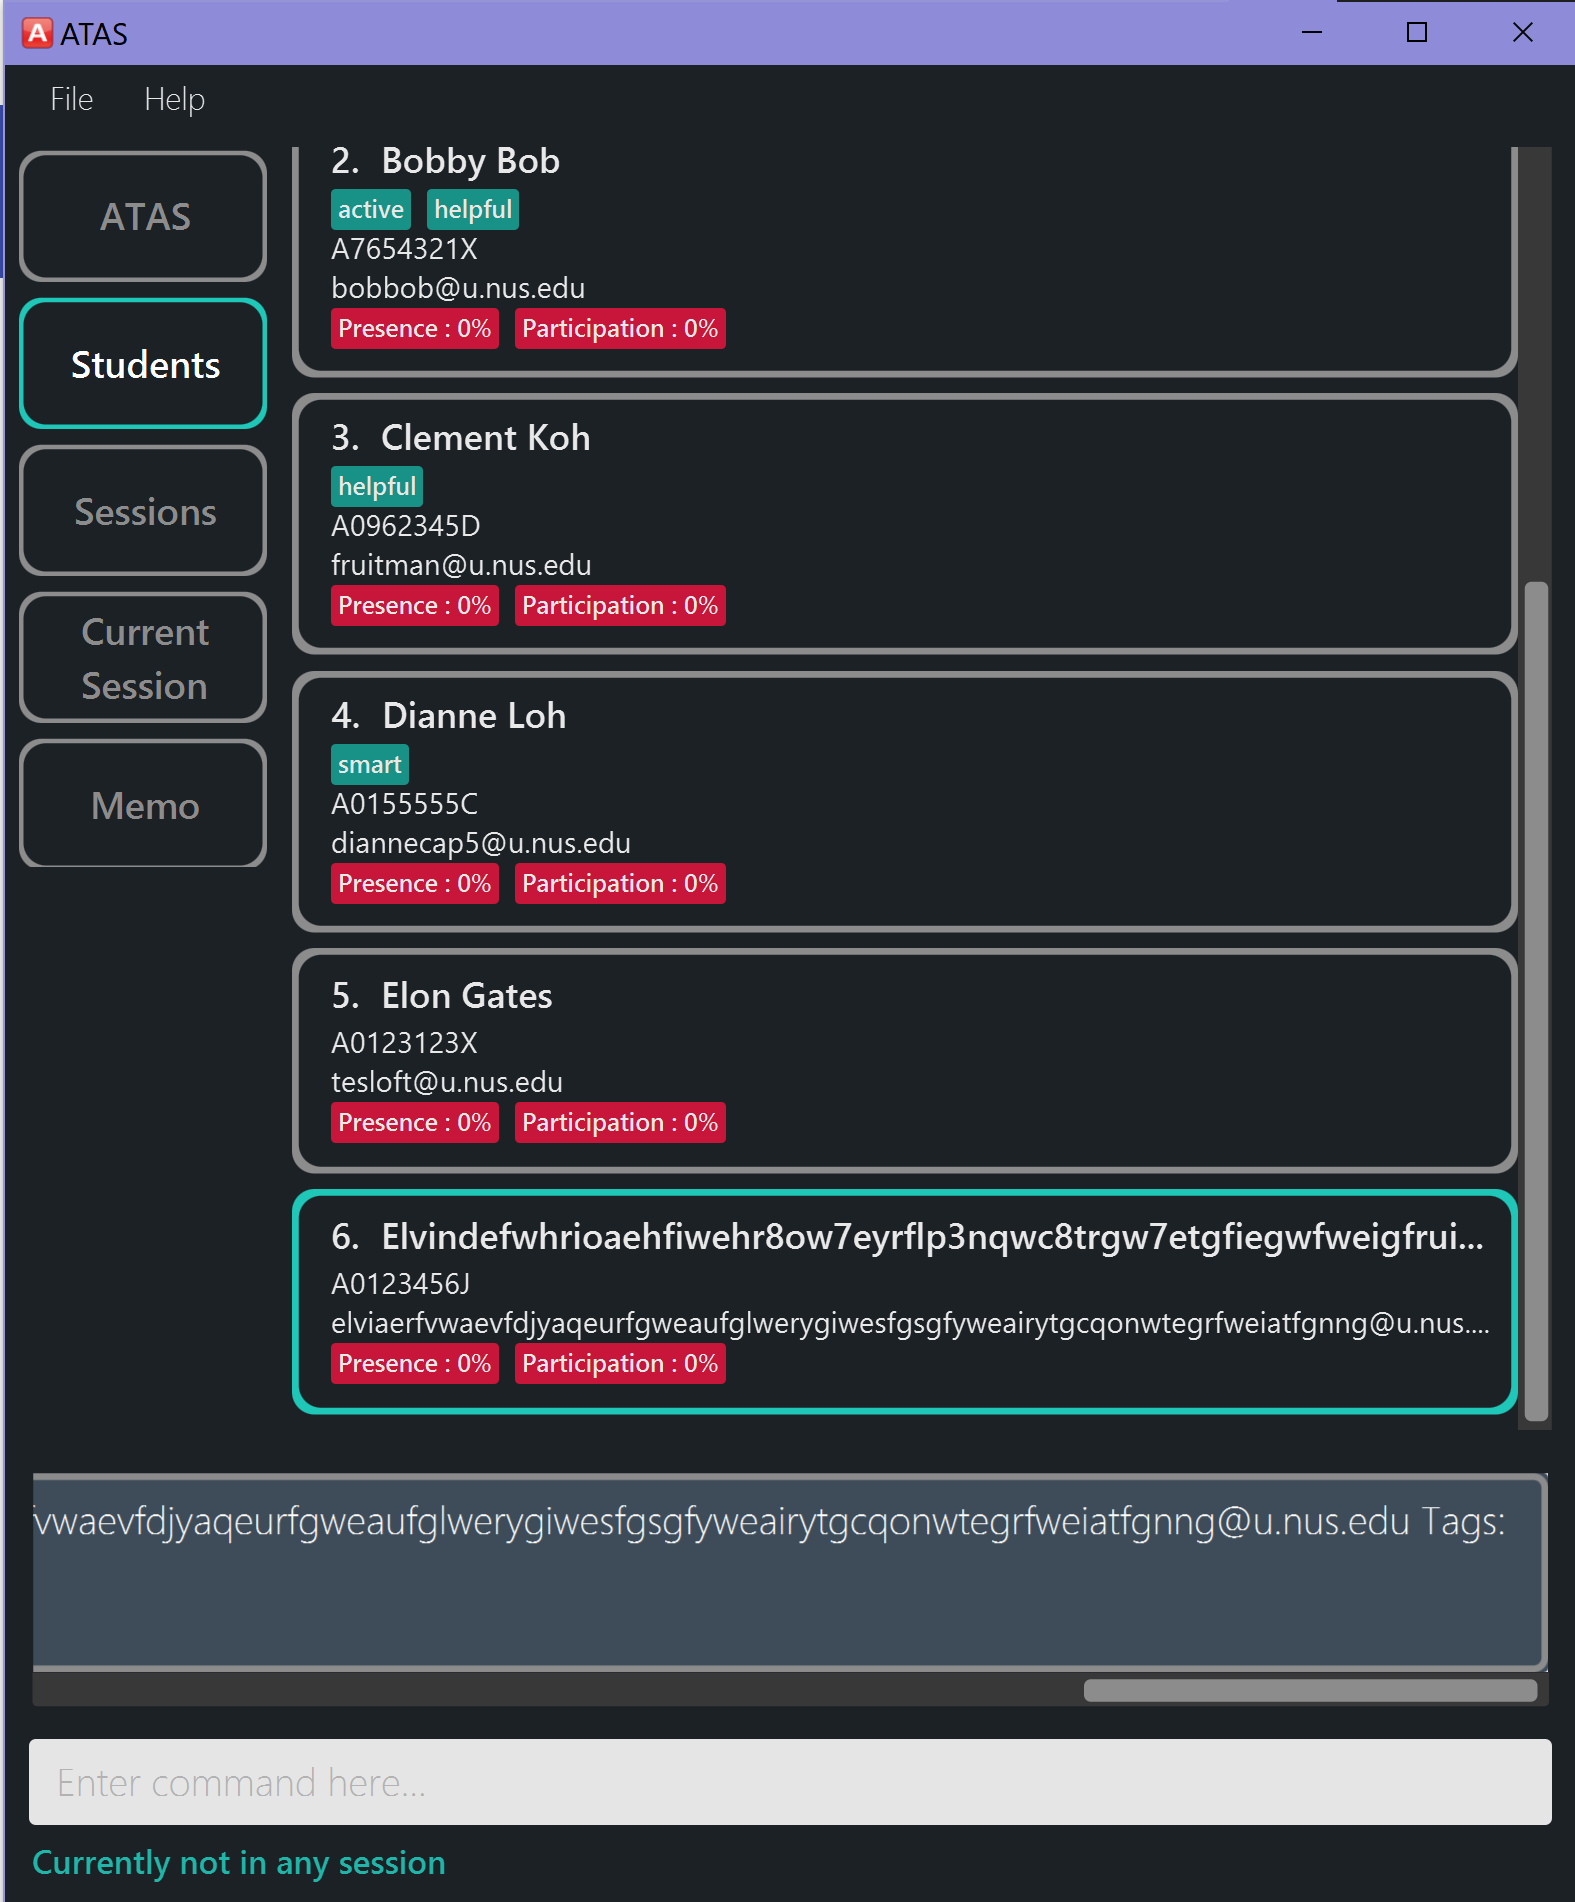 ATAS
File Help
ATAS
Students
Sessions
Current
Session
Memo
2. Bobby Bob
active helpful
A7654321X
bobbob@u.nus.edu
Presence : 0% Participation : 0%
3. Clement Koh
helpful
A0962345D
fruitman@u.nus.edu
Presence : 0% Participation : 0%
4. Dianne Loh
smart
A0155555C
diannecap5@u.nus.edu
Presence : 0% Participation : 0%
5. Elon Gates
A0123123X
tesloft@u.nus.edu
Presence : 0% Participation : 0%
6. Elvindefwhrioaehfiwehr8ow7eyrflp3nqwc8trgw7etgfiegwfweigfrui...
A0123456J
elviaerfvwaevfdjyaqeurfgweaufglwerygiwesfgsgfyweairytgcqonwtegrfweiatfgnng@u.nus....
Presence : 0% Participation : 0%
vwaevfdjyaqeurfgweaufglwerygiwesfgsgfyweairytgcqonwtegrfweiatfgnng@u.nus.edu Tags:
Enter command here...
Currently not in any session